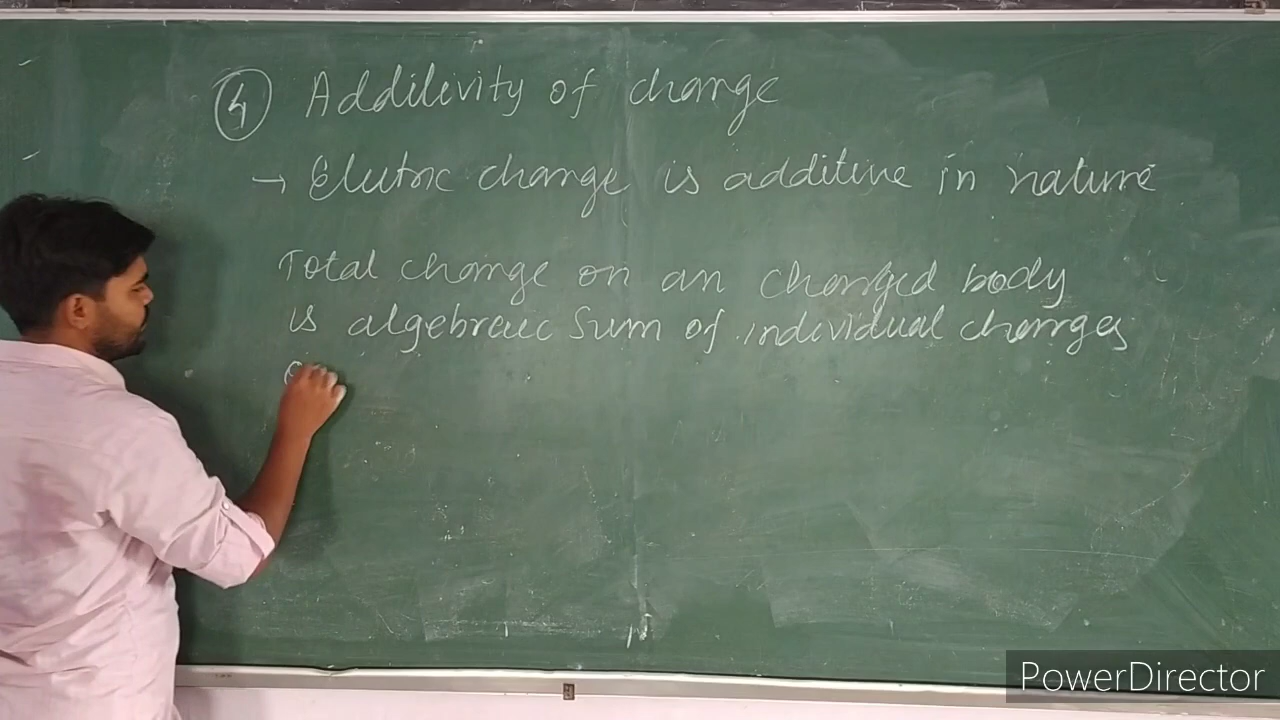 ④ Additivity of charge
→ Electric charge is additive in nature
Total charge on an charged body
is algebraic sum of individual charges
PowerDirector